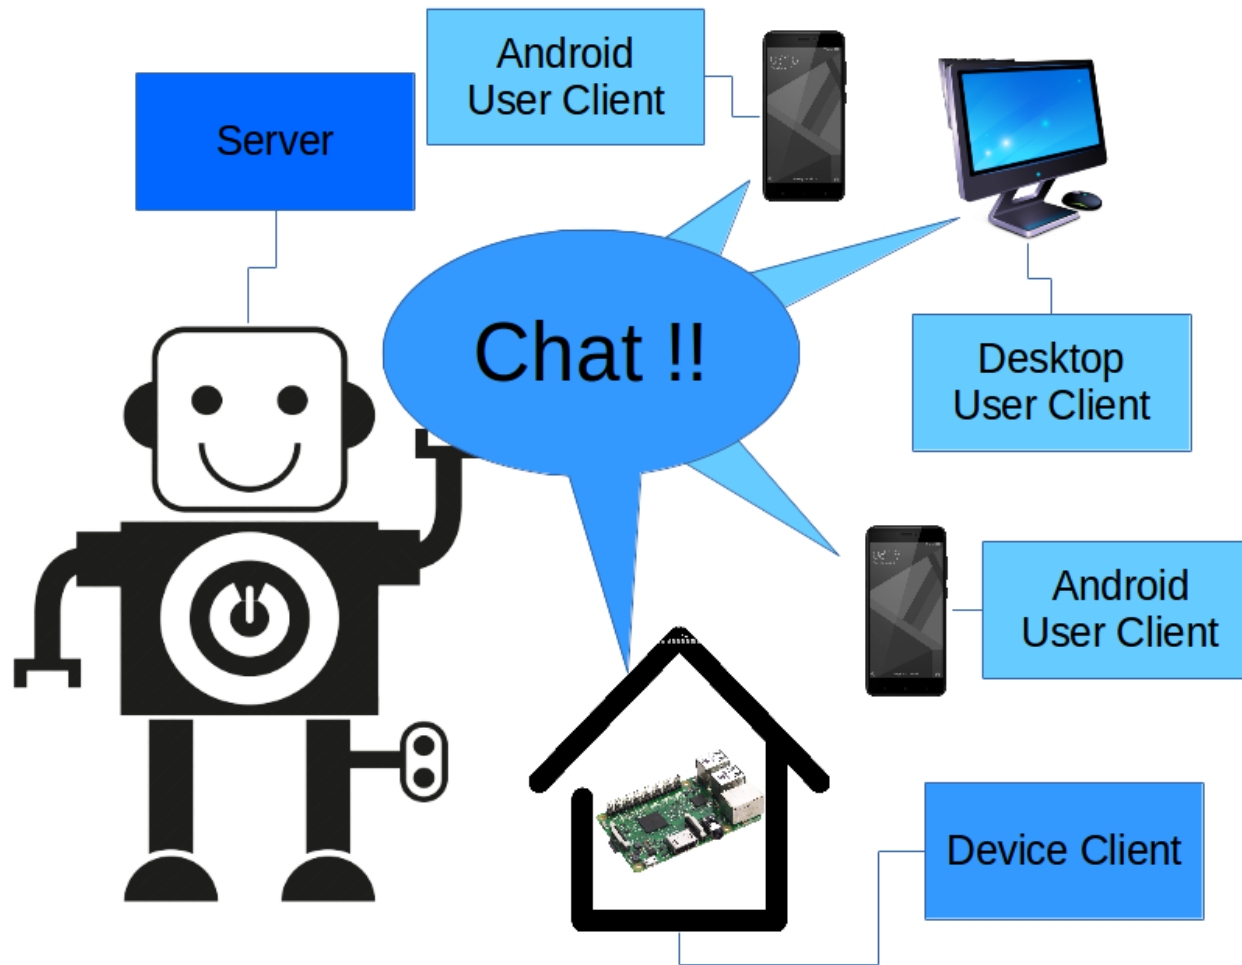 Android
User Client
Server
Chat !!
Desktop
User Client
Android
User Client
Device Client